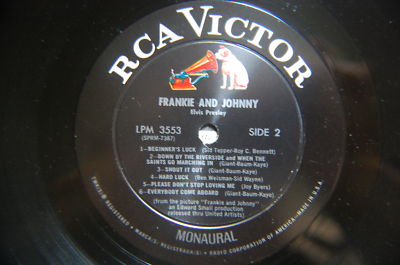 RCA VICTOR
FRANKIE AND JOHNNY
Elvis Presley
LPM 3553
SIDE 2
(SPRM-7367)
1—BEGINNER'S LUCK (Sid Tepper-Roy C. Bennett)
2—DOWN BY THE RIVERSIDE and WHEN THE
SAINTS GO MARCHING IN (Giant-Baum-Kaye)
3—SHOUT IT OUT (Giant-Baum-Kaye)
4—HARD LUCK (Ben Weisman-Sid Wayne)
5—PLEASE DON'T STOP LOVING ME (Joy Byers)
6—EVERYBODY COME ABOARD (Giant-Baum-Kaye)
(from the picture "Frankie and Johnny"
an Edward Small production
released thru United Artists)
MONAURAL
TMK(S) ® REGISTERED • MARCA(S) REGISTRADA(S) • RADIO CORPORATION OF AMERICA—MADE IN U.S.A.